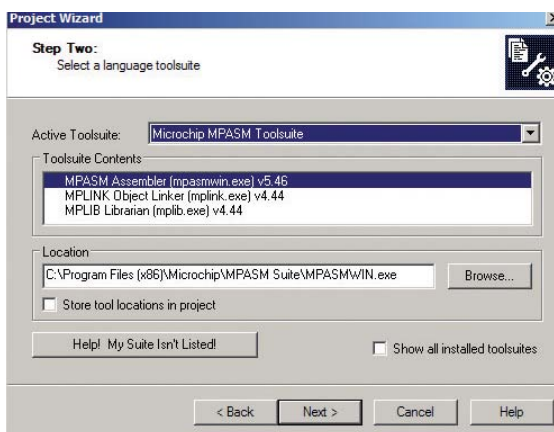 Project Wizard
Step Two:
Select a language toolsuite
Active Toolsuite: Microchip MPASM Toolsuite
Toolsuite Contents
MPASM Assembler (mpasmwin.exe) v5.46
MPLINK Object Linker (mplink.exe) v4.44
MPLIB Librarian (mplib.exe) v4.44
Location
C:\Program Files (x86)\Microchip\MPASM Suite\MPASMWIN.exe Browse...
Store tool locations in project
Help! My Suite Isn't Listed! Show all installed toolsuites
< Back Next > Cancel Help